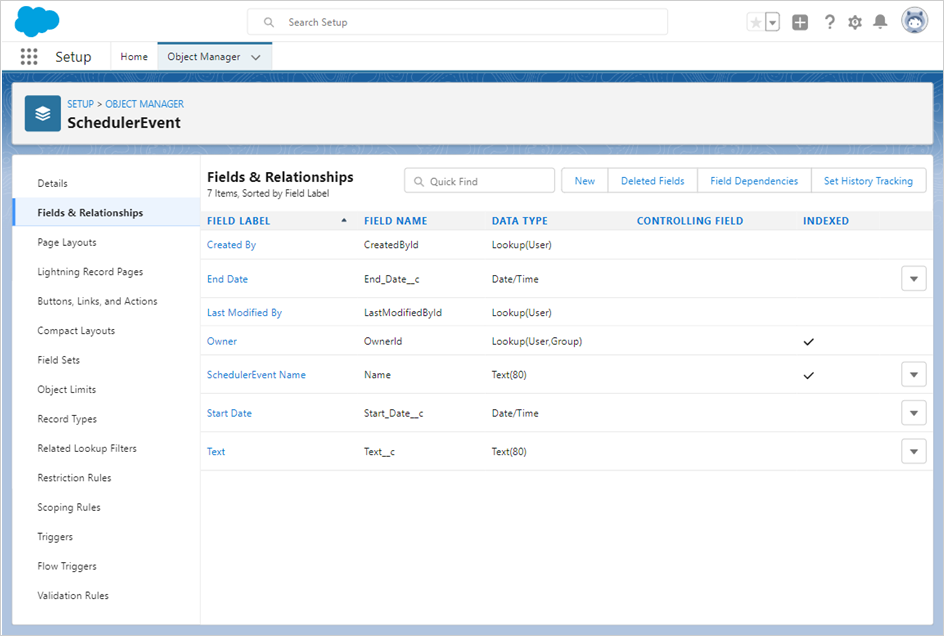 Search Setup
Setup
Home
Object Manager
SETUP > OBJECT MANAGER
SchedulerEvent
Details
Fields & Relationships
Page Layouts
Lightning Record Pages
Buttons, Links, and Actions
Compact Layouts
Field Sets
Object Limits
Record Types
Related Lookup Filters
Restriction Rules
Scoping Rules
Triggers
Flow Triggers
Validation Rules
Fields & Relationships
7 Items, Sorted by Field Label
Quick Find
New
Deleted Fields
Field Dependencies
Set History Tracking
FIELD LABEL FIELD NAME DATA TYPE CONTROLLING FIELD INDEXED
Created By CreatedById Lookup(User)
End Date End_Date__c Date/Time
Last Modified By LastModifiedById Lookup(User)
Owner OwnerId Lookup(User,Group)
SchedulerEvent Name Name Text(80)
Start Date Start_Date__c Date/Time
Text Text__c Text(80)